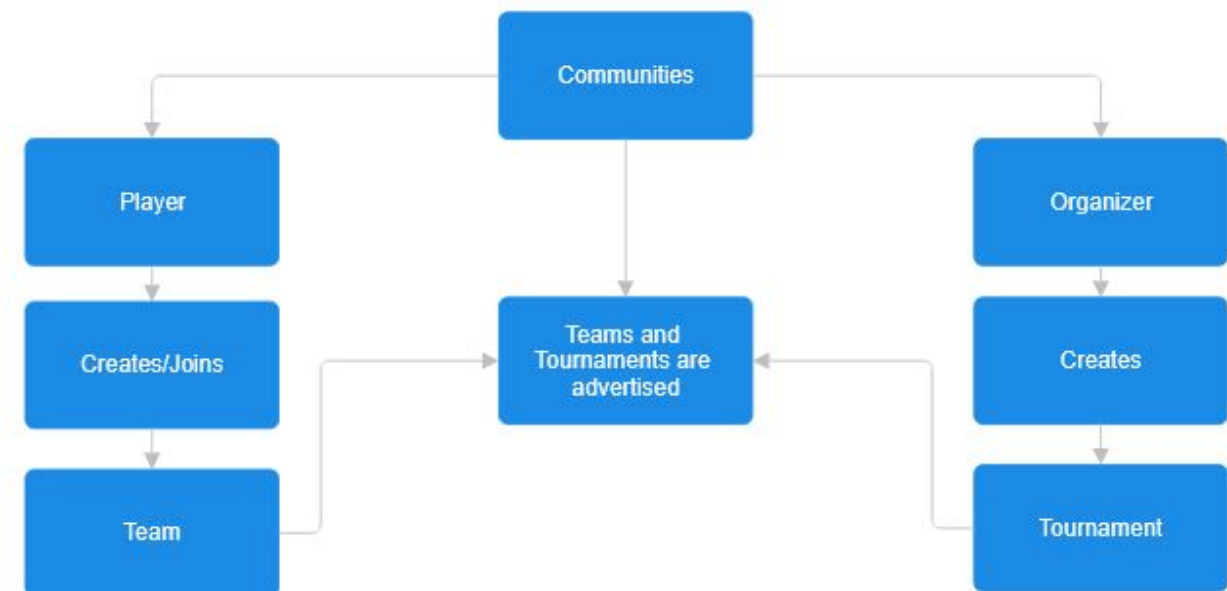 Communities
Player
Organizer
Creates/Joins
Teams and
Tournaments are
advertised
Creates
Team
Tournament